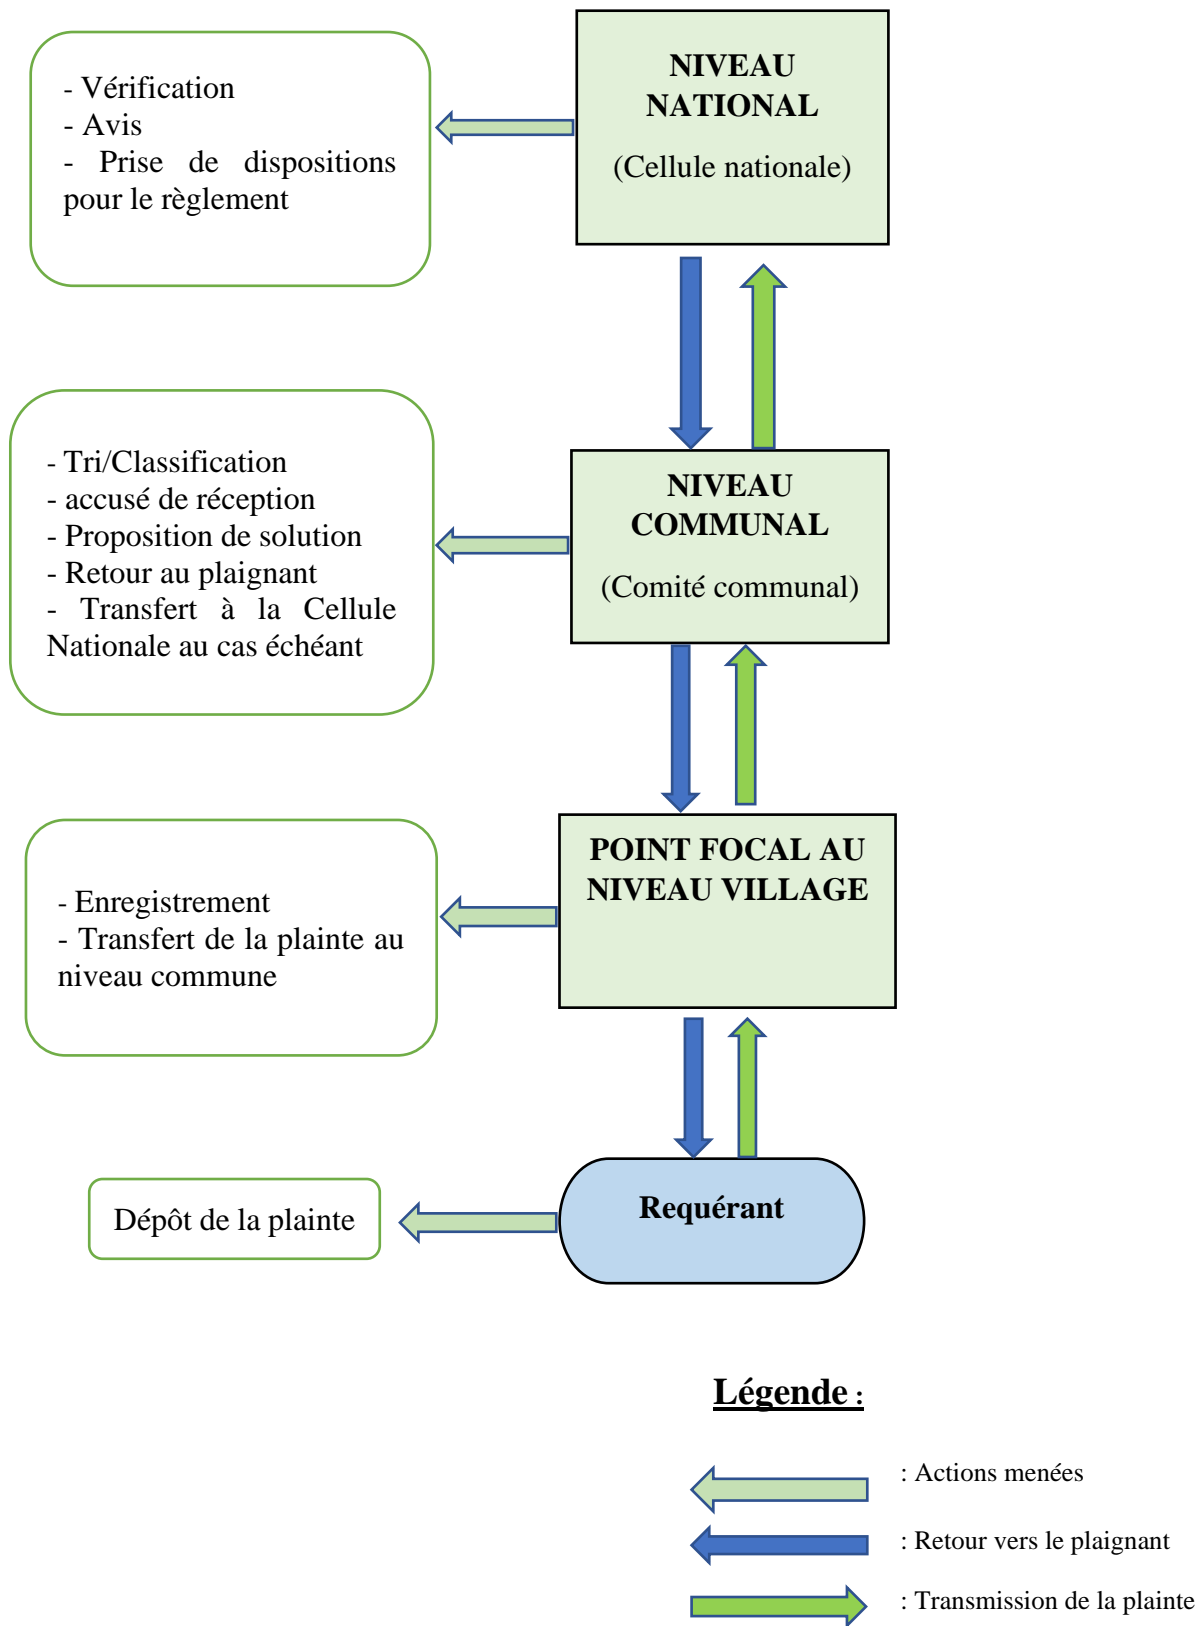 NIVEAU
NATIONAL
(Cellule nationale)
- Vérification
- Avis
- Prise de dispositions
pour le règlement
NIVEAU
COMMUNAL
(Comité communal)
- Tri/Classification
- accusé de réception
- Proposition de solution
- Retour au plaignant
- Transfert à la Cellule
Nationale au cas échéant
POINT FOCAL AU
NIVEAU VILLAGE
- Enregistrement
- Transfert de la plainte au
niveau commune
Requérant
Dépôt de la plainte
Légende :
: Actions menées
: Retour vers le plaignant
: Transmission de la plainte